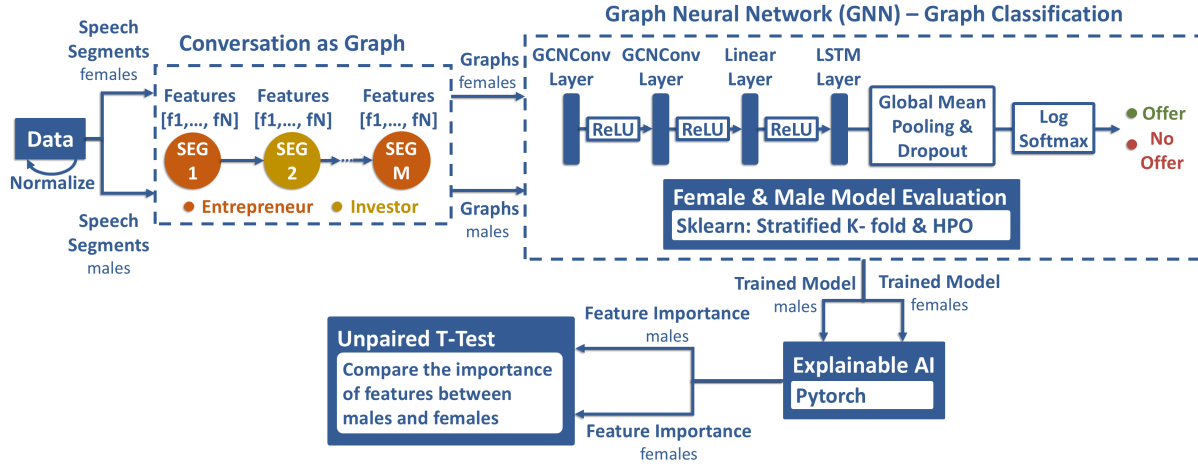 Graph Neural Network (GNN) – Graph Classification
Speech
Segments
females
Conversation as Graph
Graphs
females
GCNConv
Layer
GCNConv
Layer
Linear
Layer
LSTM
Layer
Features
[f1,…, fN]
Features
[f1,…, fN]
Features
[f1,…, fN]
Data
Normalize
SEG
1
SEG
2
SEG
M
Entrepreneur
Investor
ReLU
ReLU
ReLU
Global Mean
Pooling &
Dropout
Log
Softmax
Offer
No
Offer
Speech
Segments
males
Graphs
males
Female & Male Model Evaluation
Sklearn: Stratified K- fold & HPO
Trained Model
males
Trained Model
females
Feature Importance
males
Unpaired T-Test
Compare the importance
of features between
males and females
Explainable AI
Pytorch
Feature Importance
females